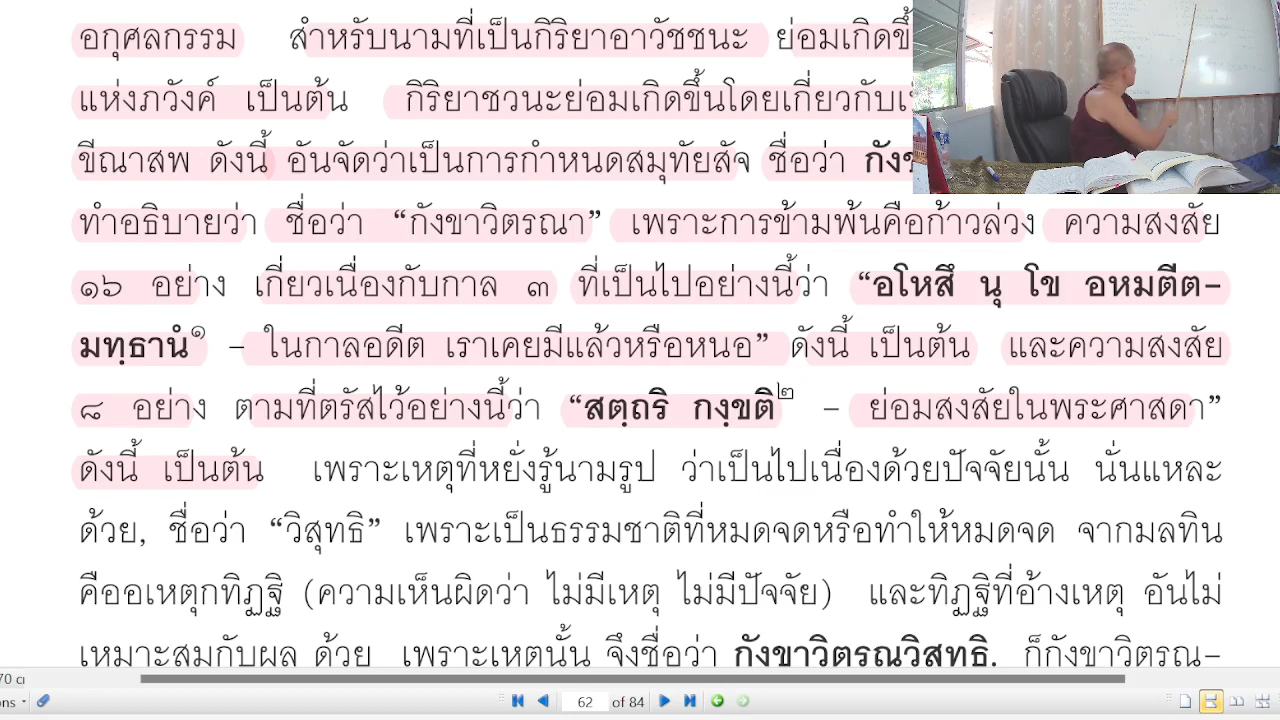 อกุศลกรรม สำหรับนามที่เป็นกิริยาอาวัชชนะ ย่อมเกิดขึ้
แห่งภวังค์ เป็นต้น กิริยาชวนะย่อมเกิดขึ้นโดยเกี่ยวกับเ
ขีณาสพ ดังนี้ อันจัดว่าเป็นการกำหนดสมุทัยสัจ ชื่อว่า กังข
ทำอธิบายว่า ชื่อว่า “กังขาวิตรณา” เพราะการข้ามพ้นคือก้าวล่วง ความสงสัย
๑๖ อย่าง เกี่ยวเนื่องกับกาล ๓ ที่เป็นไปอย่างนี้ว่า “อโหสึ นุ โข อหมตีต–
มทฺธานํ๑ – ในกาลอดีต เราเคยมีแล้วหรือหนอ” ดังนี้ เป็นต้น และความสงสัย
๘ อย่าง ตามที่ตรัสไว้อย่างนี้ว่า “สตฺถริ กงฺขติ๒ – ย่อมสงสัยในพระศาสดา”
ดังนี้ เป็นต้น เพราะเหตุที่หยั่งรู้นามรูป ว่าเป็นไปเนื่องด้วยปัจจัยนั้น นั่นแหละ
ด้วย, ชื่อว่า “วิสุทธิ” เพราะเป็นธรรมชาติที่หมดจดหรือทำให้หมดจด จากมลทิน
คืออเหตุกทิฏฐิ (ความเห็นผิดว่า ไม่มีเหตุ ไม่มีปัจจัย) และทิฏฐิที่อ้างเหตุ อันไม่
เหมาะสมกับผล ด้วย เพราะเหตุนั้น จึงชื่อว่า กังขาวิตรณวิสุทธิ. ก็กังขาวิตรณ–
62 of 84